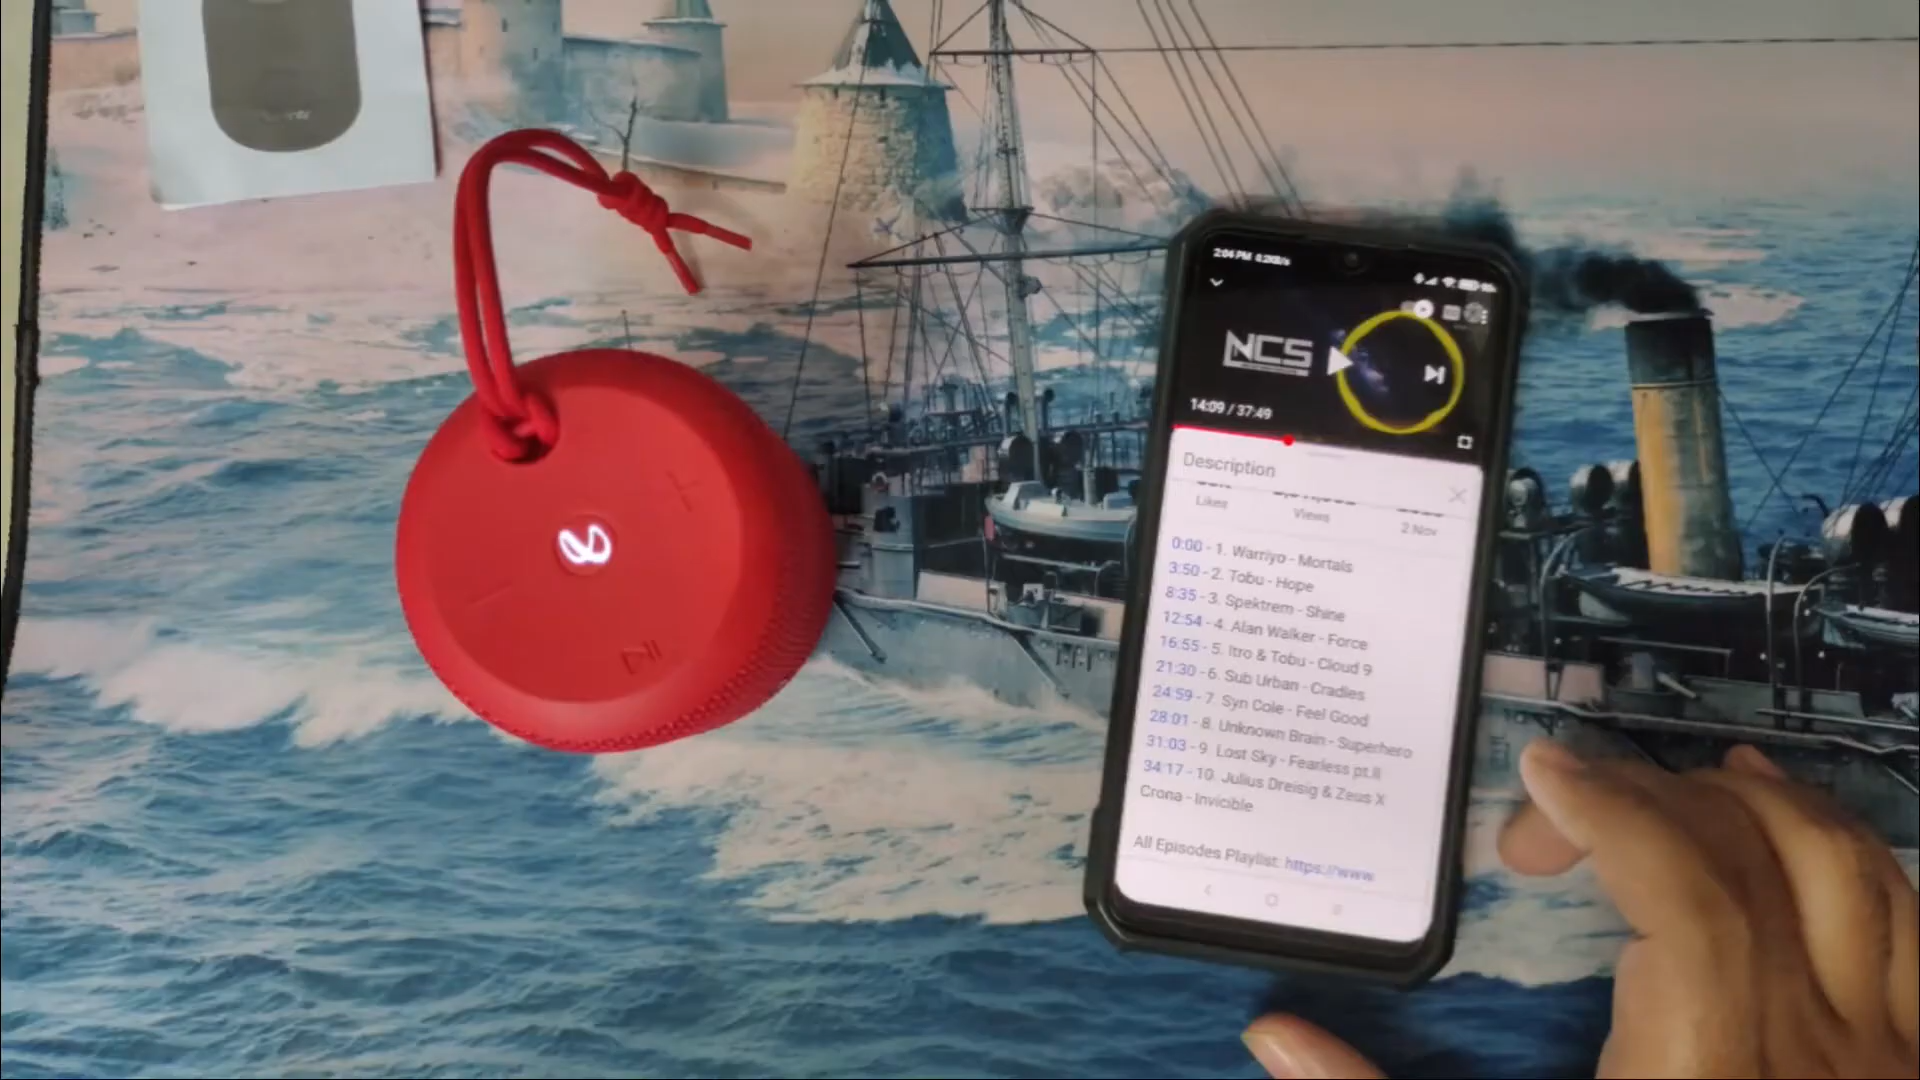 2:04 PM 0.2KB/s
NCS
14:09 / 37:49
Description
Likes
Views
2 Nov
0:00 - 1. Warriyo - Mortals
3:50 - 2. Tobu - Hope
8:35 - 3. Spektrem - Shine
12:54 - 4. Alan Walker - Force
16:55 - 5. Itro & Tobu - Cloud 9
21:30 - 6. Sub Urban - Cradles
24:59 - 7. Syn Cole - Feel Good
28:01 - 8. Unknown Brain - Superhero
31:03 - 9. Lost Sky - Fearless pt.II
34:17 - 10. Julius Dreisig & Zeus X
Crona - Invicible
All Episodes Playlist: https://www